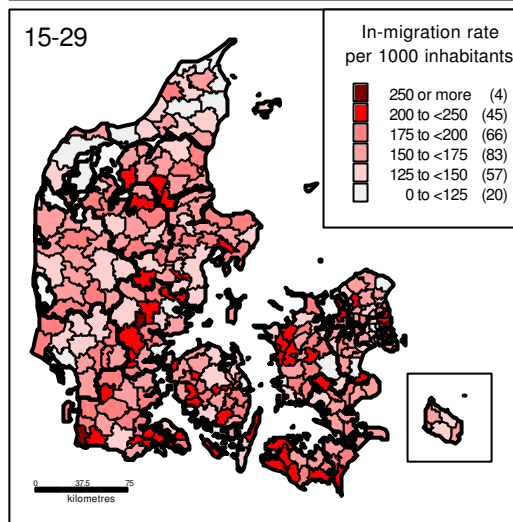 15-29
In-migration rate
per 1000 inhabitants
250 or more (4)
200 to <250 (45)
175 to <200 (66)
150 to <175 (83)
125 to <150 (57)
0 to <125 (20)
0 37.5 75
kilometres